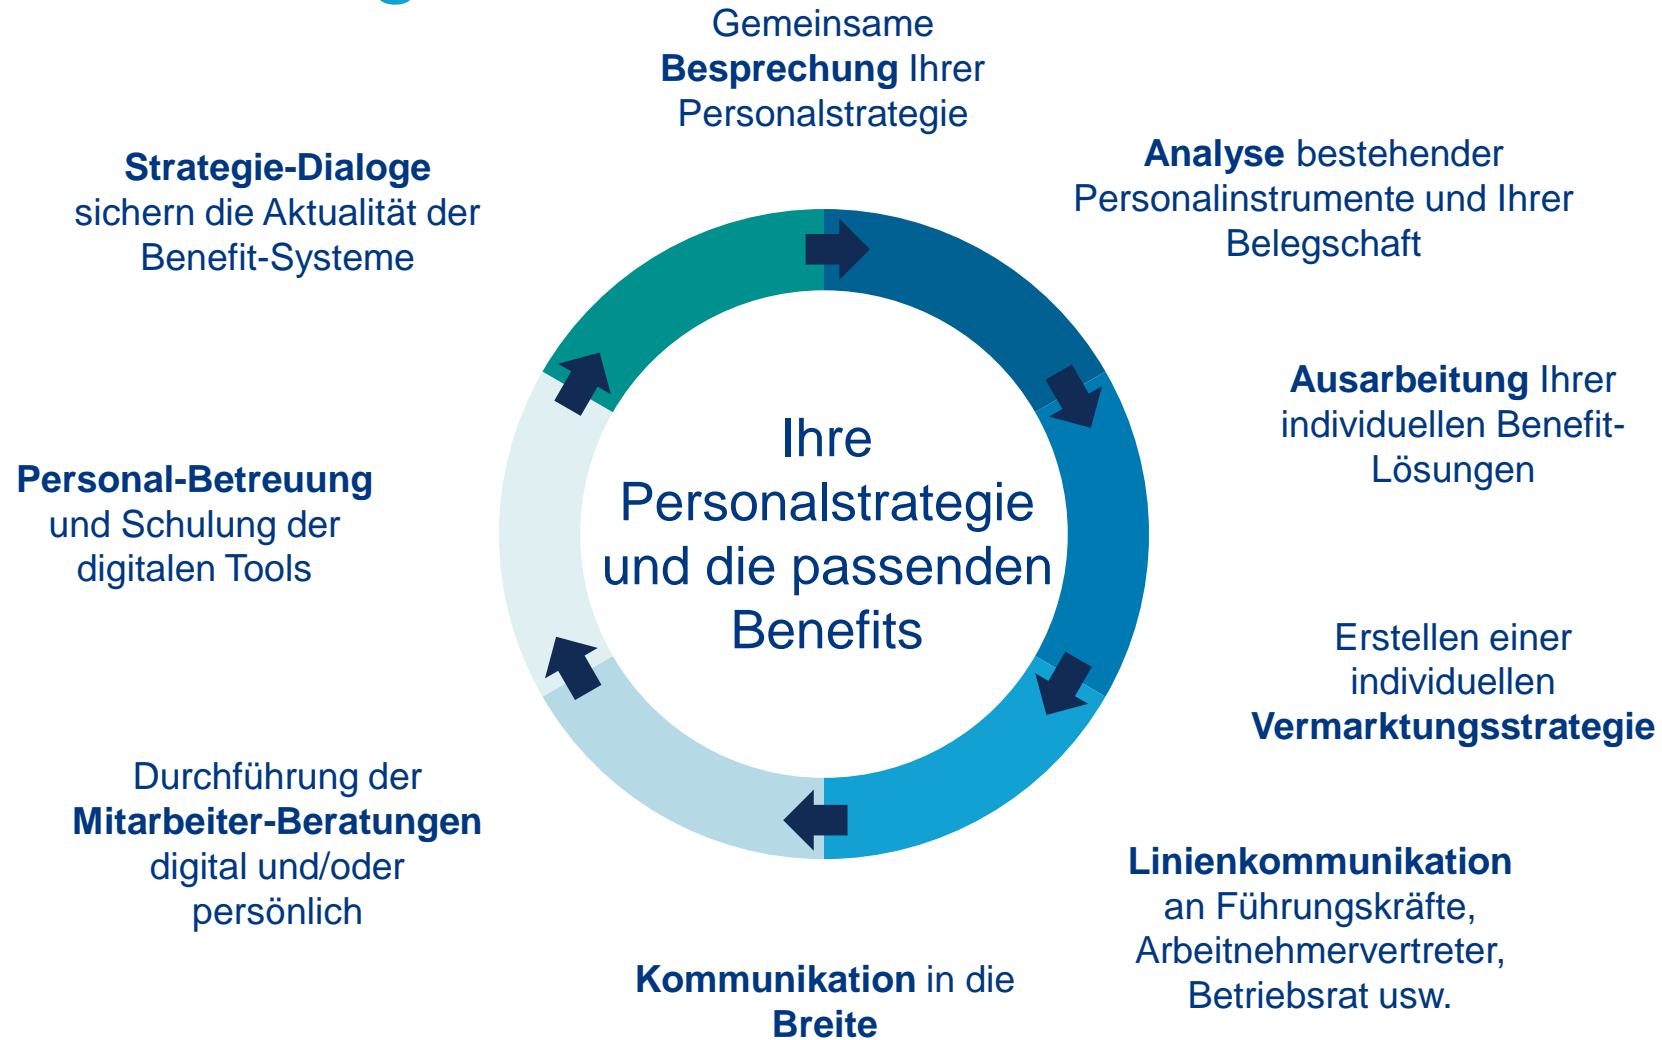 Gemeinsame
Besprechung Ihrer
Personalstrategie
Analyse bestehender
Personalinstrumente und Ihrer
Belegschaft
Ausarbeitung Ihrer
individuellen Benefit-
Lösungen
Erstellen einer
individuellen
Vermarktungsstrategie
Linienkommunikation
an Führungskräfte,
Arbeitnehmervertreter,
Betriebsrat usw.
Kommunikation in die
Breite
Durchführung der
Mitarbeiter-Beratungen
digital und/oder
persönlich
Personal-Betreuung
und Schulung der
digitalen Tools
Strategie-Dialoge
sichern die Aktualität der
Benefit-Systeme
Ihre
Personalstrategie
und die passenden
Benefits